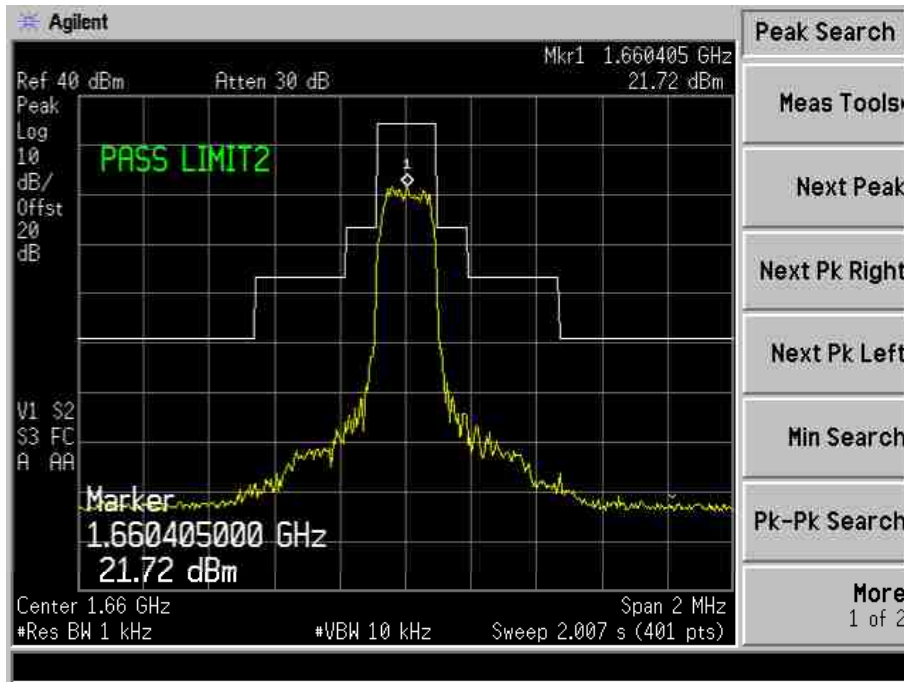 Agilent
Peak Search
Mkr1 1.660405 GHz
Ref 40 dBm Atten 30 dB 21.72 dBm
Peak
Log
10
dB/
Offst
20
dB
PASS LIMIT2
1
V1 S2
S3 FC
A AA
Marker
1.660405000 GHz
21.72 dBm
Center 1.66 GHz Span 2 MHz
#Res BW 1 kHz #VBW 10 kHz Sweep 2.007 s (401 pts)
Meas Tools
Next Peak
Next Pk Right
Next Pk Left
Min Search
Pk-Pk Search
More
1 of 2